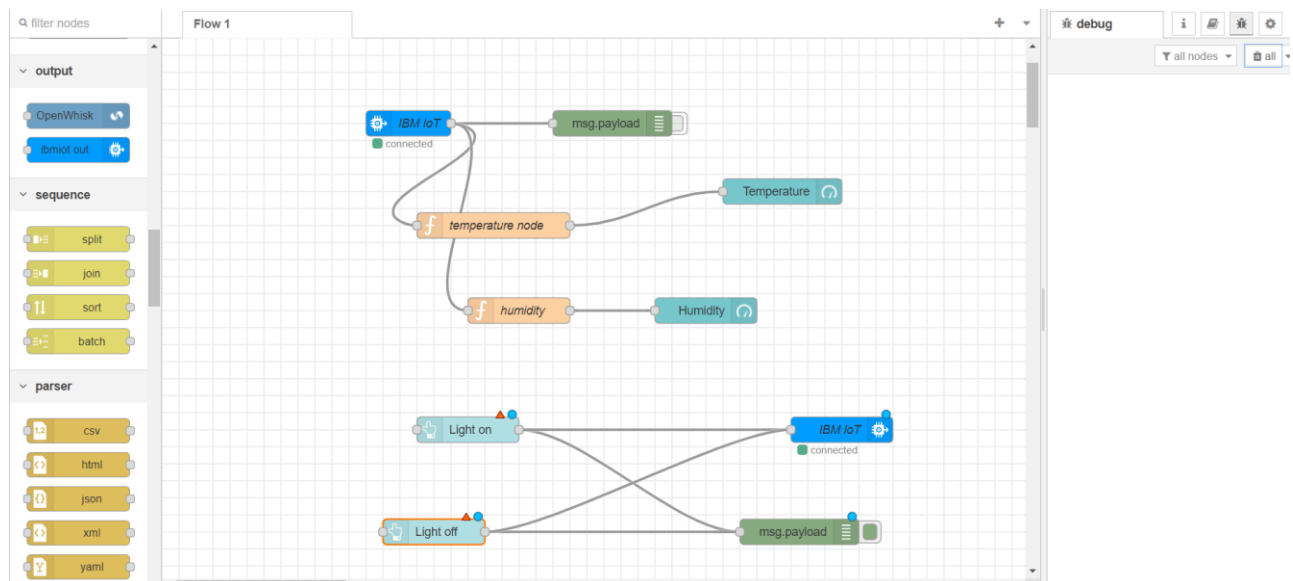 filter nodes
output
OpenWhisk
ibmiot out
sequence
split
join
sort
batch
parser
1,2 csv
html
json
xml
yaml
Flow 1
IBM IoT
connected
msg.payload
Temperature
f temperature node
f humidity
Humidity
Light on
IBM IoT
connected
Light off
msg.payload
debug
i
all nodes
all